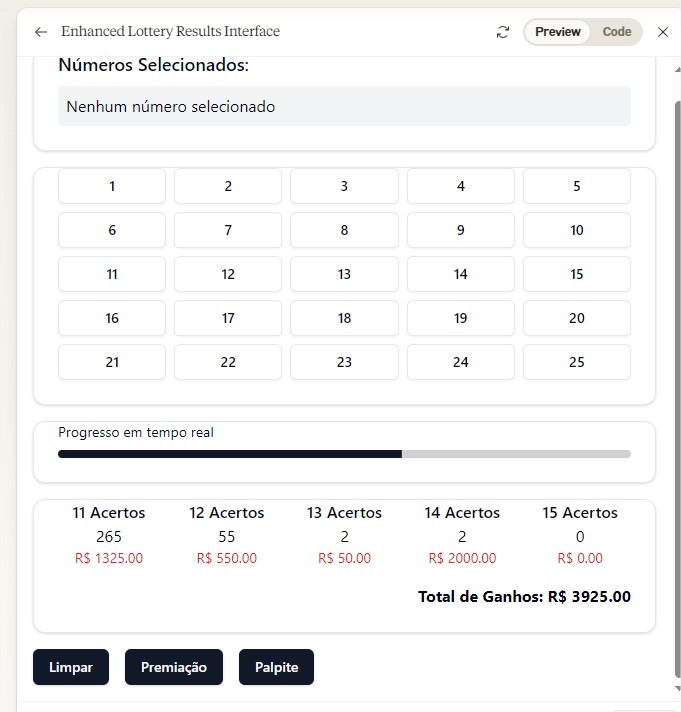 Enhanced Lottery Results Interface
Preview Code
Números Selecionados:
Nenhum número selecionado
1 2 3 4 5
6 7 8 9 10
11 12 13 14 15
16 17 18 19 20
21 22 23 24 25
Progresso em tempo real
11 Acertos 12 Acertos 13 Acertos 14 Acertos 15 Acertos
265 55 2 2 0
R$ 1325.00 R$ 550.00 R$ 50.00 R$ 2000.00 R$ 0.00
Total de Ganhos: R$ 3925.00
Limpar Premiação Palpite